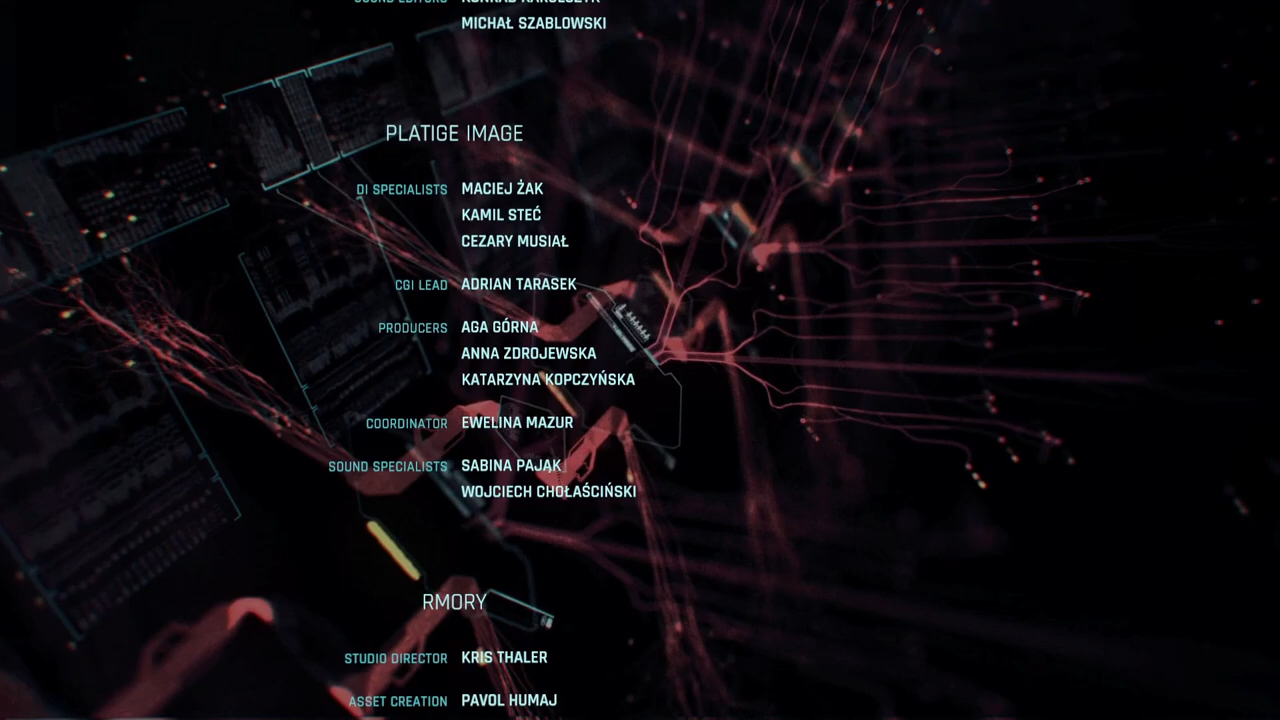 MICHAŁ SZABLOWSKI
PLATIGE IMAGE
DI SPECIALISTS MACIEJ ŻAK
KAMIL STEĆ
CEZARY MUSIAŁ
CGI LEAD ADRIAN TARASEK
PRODUCERS AGA GÓRNA
ANNA ZDROJEWSKA
KATARZYNA KOPCZYŃSKA
COORDINATOR EWELINA MAZUR
SOUND SPECIALISTS SABINA PAJĄK
WOJCIECH CHOŁAŚCIŃSKI
RMORY
STUDIO DIRECTOR KRIS THALER
ASSET CREATION PAVOL HUMAJ